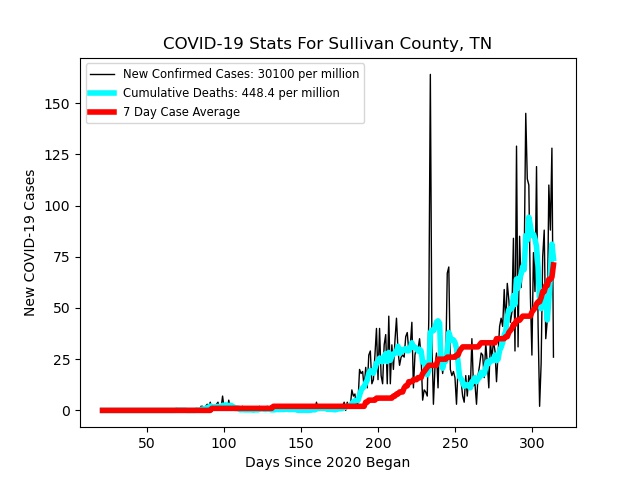 COVID-19 Stats For Sullivan County, TN
New Confirmed Cases: 30100 per million
Cumulative Deaths: 448.4 per million
7 Day Case Average
New COVID-19 Cases
150
125
100
75
50
25
0
50 100 150 200 250 300
Days Since 2020 Began